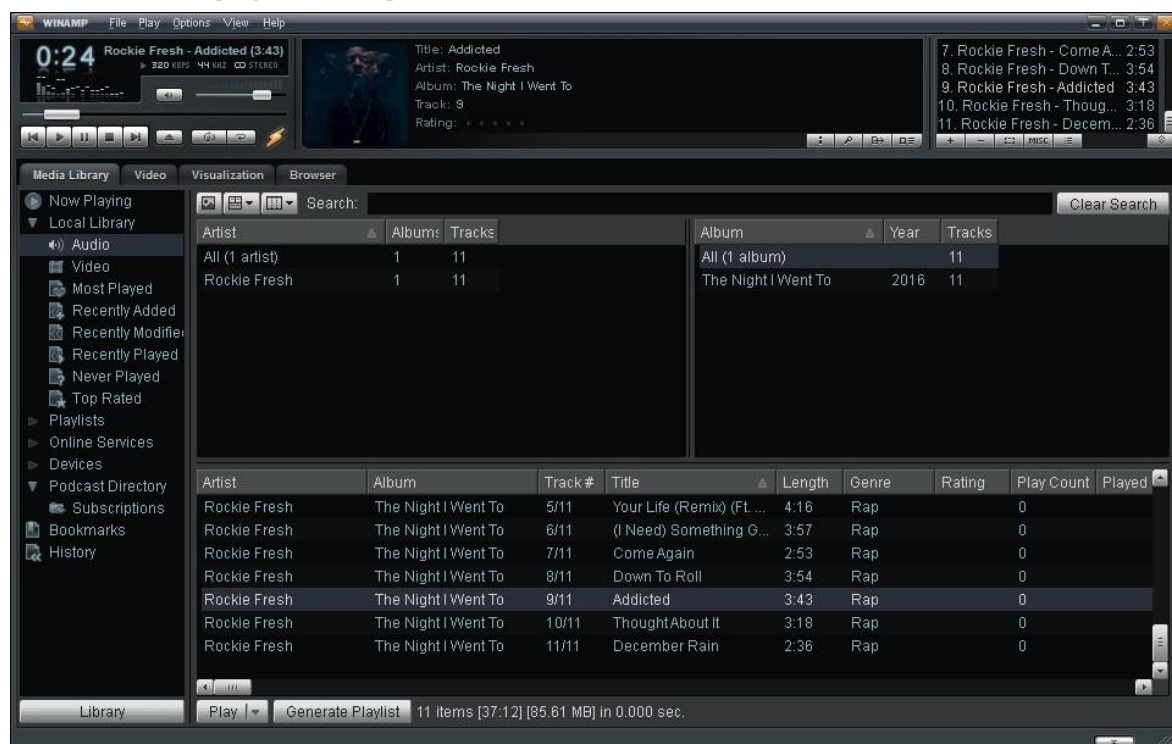 WINAMP File Play Options View Help
0:24 Rockie Fresh - Addicted (3:43)
320 KBPS 44 KHZ STEREO
Title: Addicted
Artist: Rockie Fresh
Album: The Night I Went To
Track: 9
Rating:
7. Rockie Fresh - Come A... 2:53
8. Rockie Fresh - Down T... 3:54
9. Rockie Fresh - Addicted 3:43
10. Rockie Fresh - Thoug... 3:18
11. Rockie Fresh - Decem... 2:36
MISC
Media Library Video Visualization Browser
Now Playing
Local Library
Audio
Video
Most Played
Recently Added
Recently Modifie
Recently Played
Never Played
Top Rated
Playlists
Online Services
Devices
Podcast Directory
Subscriptions
Bookmarks
History
Library
Search: Clear Search
Artist Albums Tracks
All (1 artist) 1 11
Rockie Fresh 1 11
Album Year Tracks
All (1 album) 11
The Night I Went To 2016 11
Artist Album Track # Title Length Genre Rating Play Count Played
Rockie Fresh The Night I Went To 5/11 Your Life (Remix) (Ft. ... 4:16 Rap 0
Rockie Fresh The Night I Went To 6/11 (I Need) Something G... 3:57 Rap 0
Rockie Fresh The Night I Went To 7/11 Come Again 2:53 Rap 0
Rockie Fresh The Night I Went To 8/11 Down To Roll 3:54 Rap 0
Rockie Fresh The Night I Went To 9/11 Addicted 3:43 Rap 0
Rockie Fresh The Night I Went To 10/11 Thought About It 3:18 Rap 0
Rockie Fresh The Night I Went To 11/11 December Rain 2:36 Rap 0
Play Generate Playlist 11 items [37:12] [85.61 MB] in 0.000 sec.